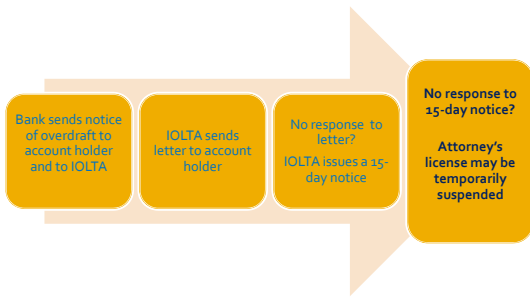 Bank sends notice
of overdraft to
account holder
and to IOLTA
IOLTA sends
letter to account
holder
No response to
letter?
IOLTA issues a 15-
day notice
No response to
15-day notice?
Attorney's
license may be
temporarily
suspended